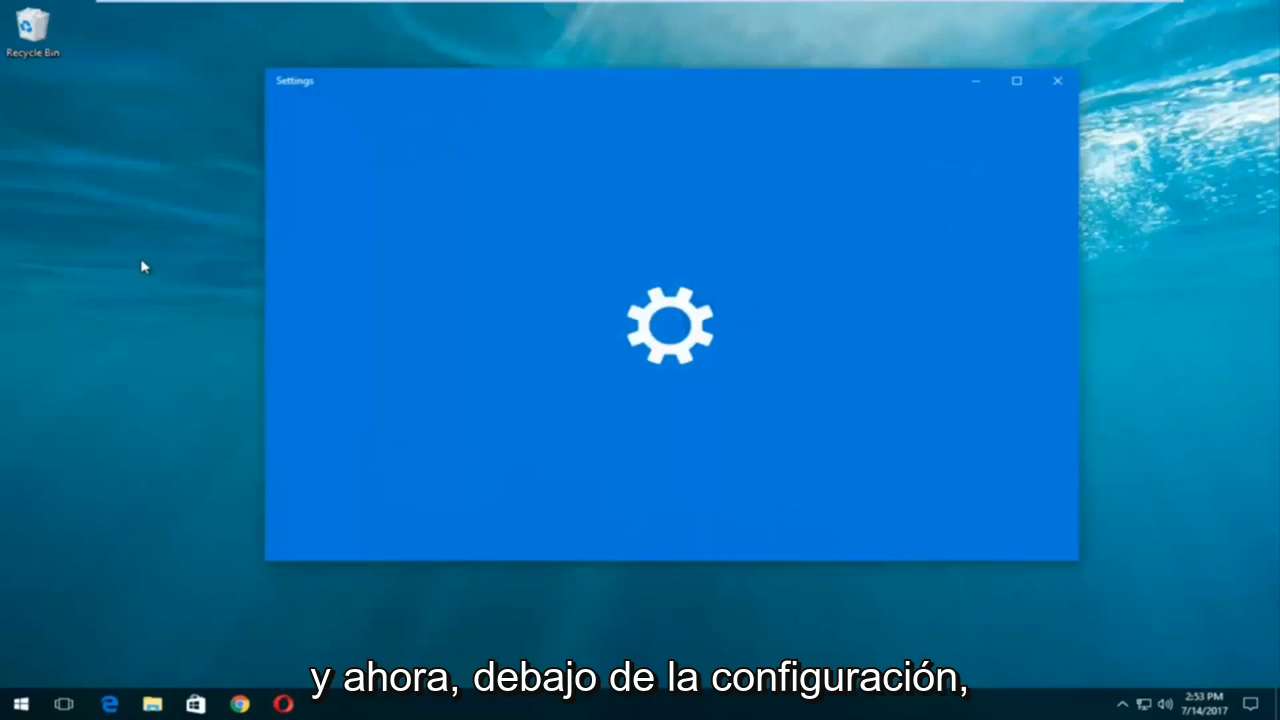 Recycle Bin
Settings
y ahora, debajo de la configuración,
2:53 PM
7/14/2017